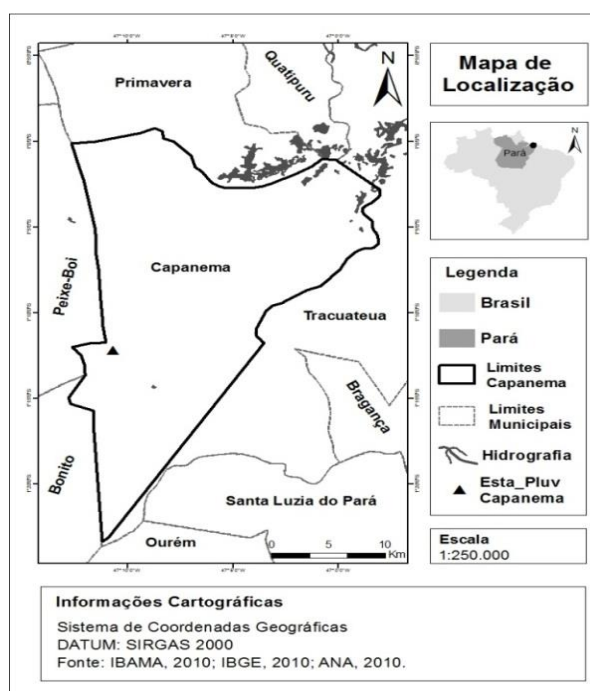 Mapa de
Localização
Primavera
Quatipuru
N
N
Pará
Capanema
Peixe-Boi
Tracuateua
Bragança
Bonito
Santa Luzia do Pará
Ourém
0 5 10
Km
Legenda
Brasil
Pará
Limites
Capanema
Limites
Municipais
Hidrografia
Esta_Pluv
Capanema
Escala
1:250.000
Informações Cartográficas
Sistema de Coordenadas Geográficas
DATUM: SIRGAS 2000
Fonte: IBAMA, 2010; IBGE, 2010; ANA, 2010.